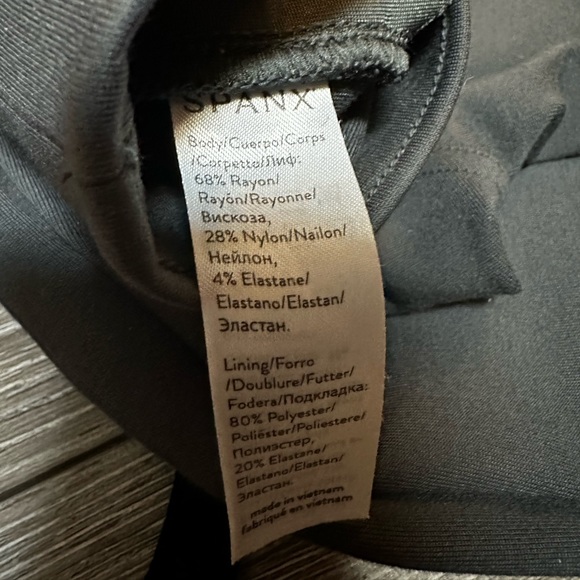 SPANX
Body/Cuerpo/Corps
/Corpetto/Лиф:
68% Rayon/
Rayón/Rayonne/
Вискоза,
28% Nylon/Nailon/
Нейлон,
4% Elastane/
Elastano/Elastan/
Эластан.
Lining/Forro
/Doublure/Futter/
Fodera/Подкладка:
80% Polyester/
Poliéster/Poliestere/
Полиэстер,
20% Elastane/
Elastano/Elastan/
Эластан.
made in vietnam
fabriqué en vietnam